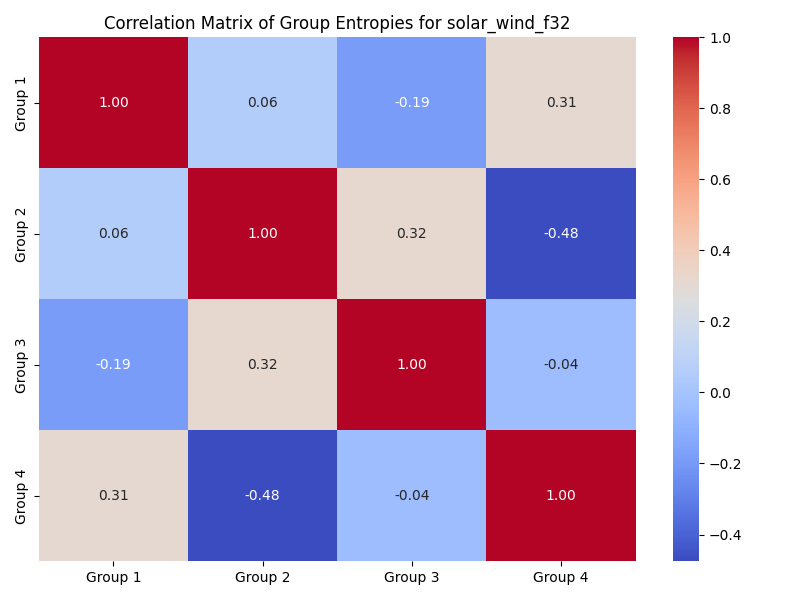 Correlation Matrix of Group Entropies for solar_wind_f32
Group 1
1.00
0.06
-0.19
0.31
Group 2
0.06
1.00
0.32
-0.48
Group 3
-0.19
0.32
1.00
-0.04
Group 4
0.31
-0.48
-0.04
1.00
Group 1
Group 2
Group 3
Group 4
1.0
0.8
0.6
0.4
0.2
0.0
−0.2
−0.4